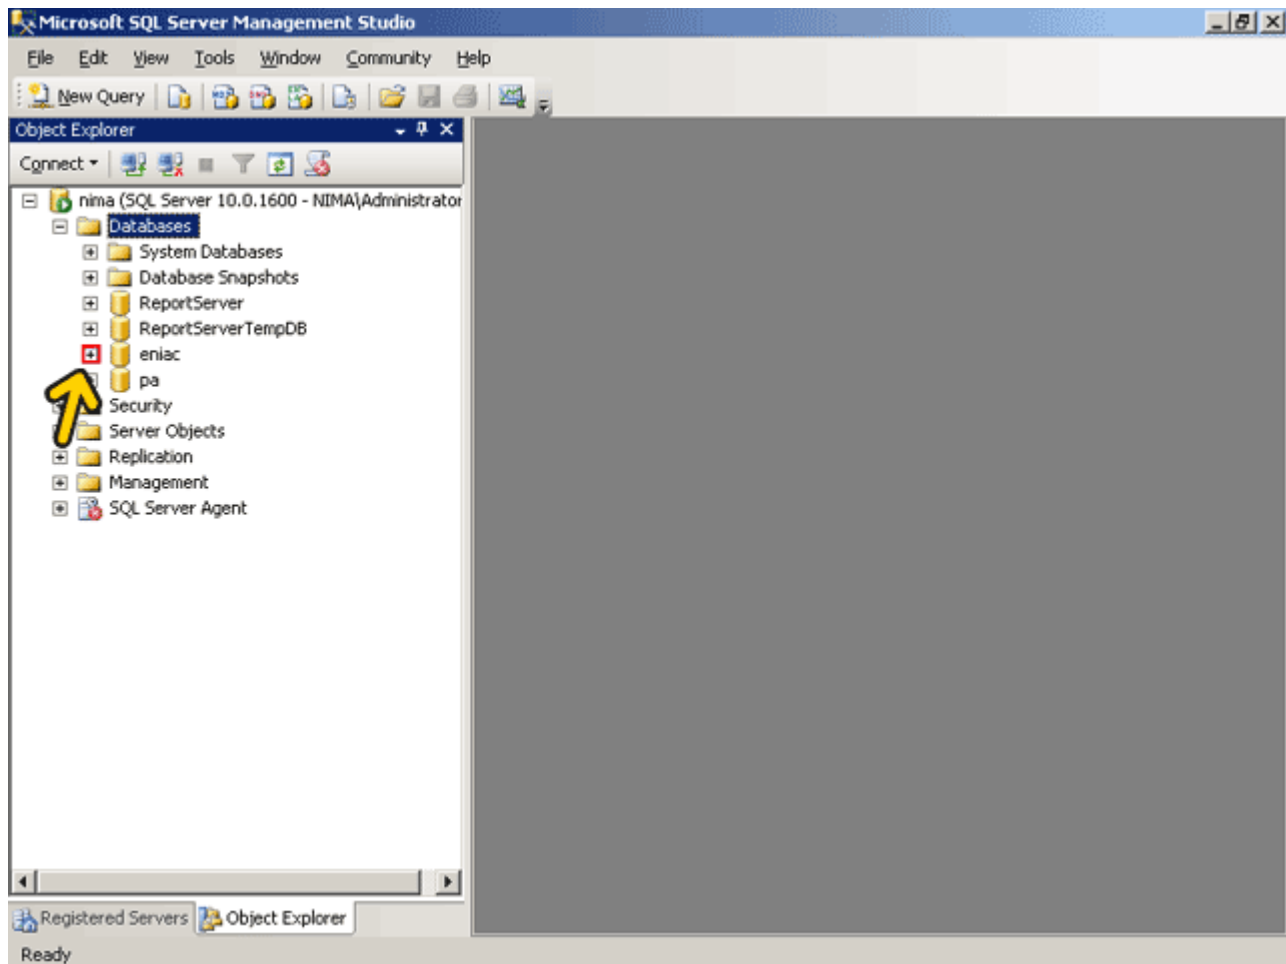 Microsoft SQL Server Management Studio
File Edit View Tools Window Community Help
New Query
Object Explorer
Connect
nima (SQL Server 10.0.1600 - NIMA\Administrator
Databases
System Databases
Database Snapshots
ReportServer
ReportServerTempDB
eniac
pa
Security
Server Objects
Replication
Management
SQL Server Agent
Registered Servers Object Explorer
Ready